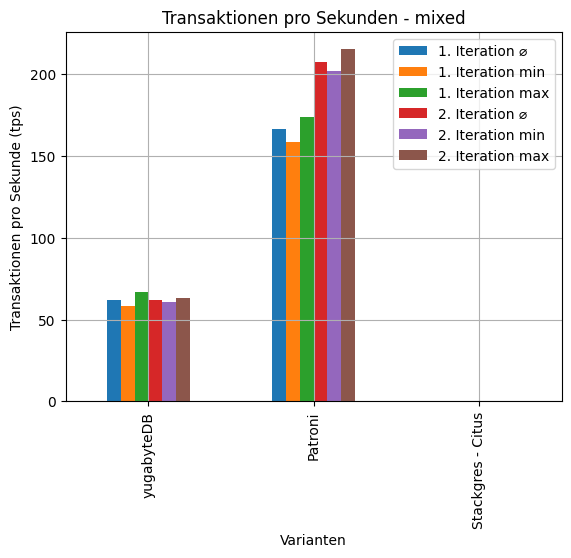 Transaktionen pro Sekunden - mixed
Transaktionen pro Sekunde (tps)
200
150
100
50
0
1. Iteration ⌀
1. Iteration min
1. Iteration max
2. Iteration ⌀
2. Iteration min
2. Iteration max
yugabyteDB
Patroni
Stackgres - Citus
Varianten